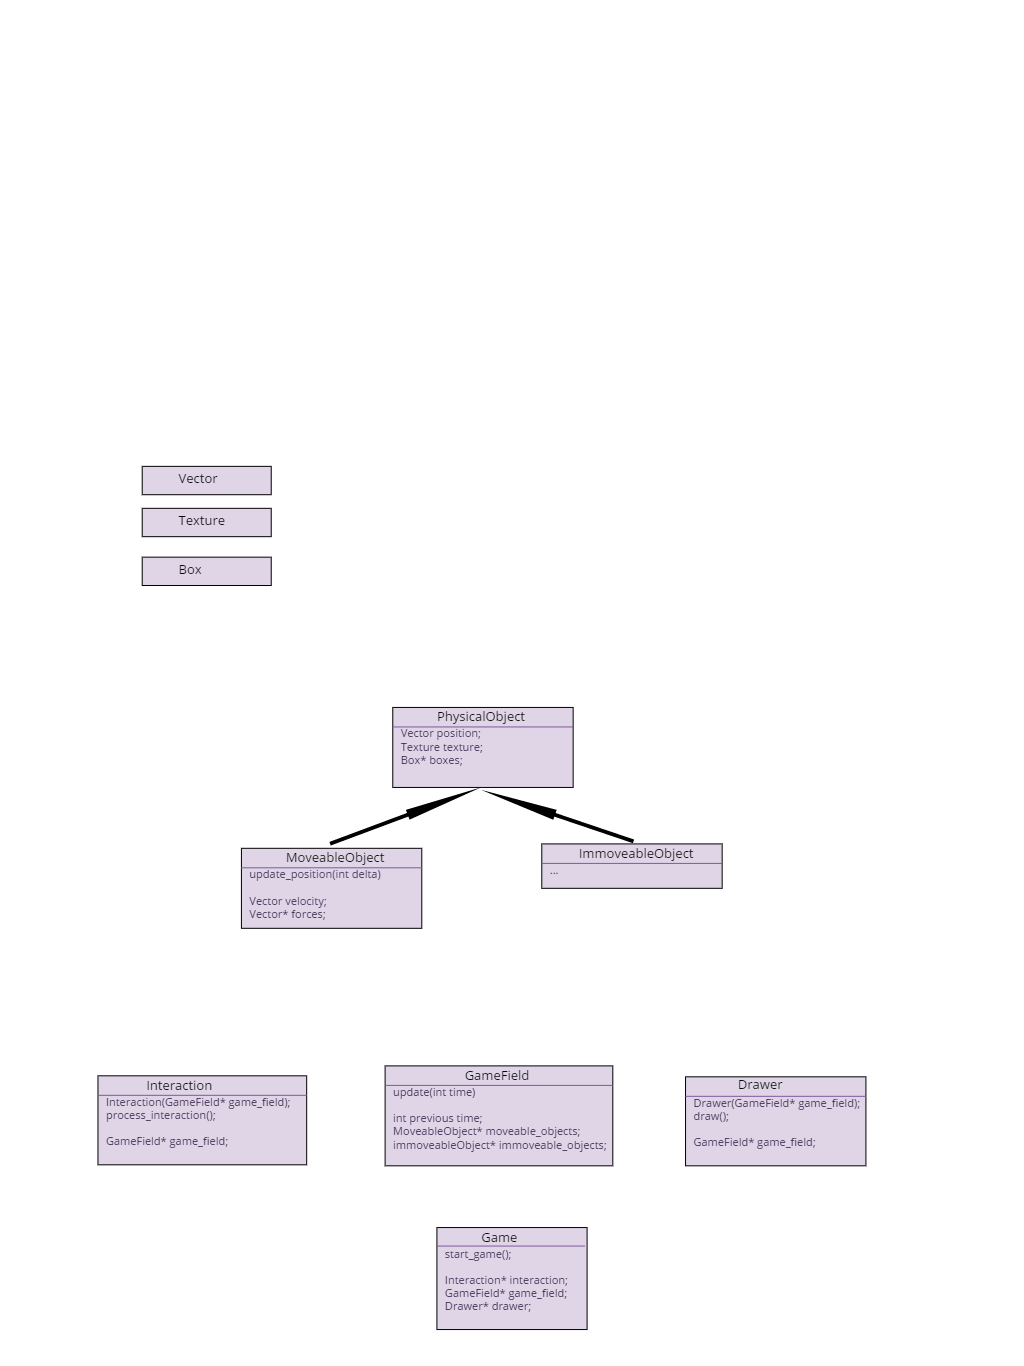 Vector
Texture
Box
PhysicalObject
Vector position;
Texture texture;
Box* boxes;
MoveableObject
update_position(int delta)
Vector velocity;
Vector* forces;
ImmoveableObject
...
Interaction
Interaction(GameField* game_field);
process_interaction();
GameField* game_field;
GameField
update(int time)
int previous time;
MoveableObject* moveable_objects;
immoveableObject* immoveable_objects;
Drawer
Drawer(GameField* game_field);
draw();
GameField* game_field;
Game
start_game();
Interaction* interaction;
GameField* game_field;
Drawer* drawer;